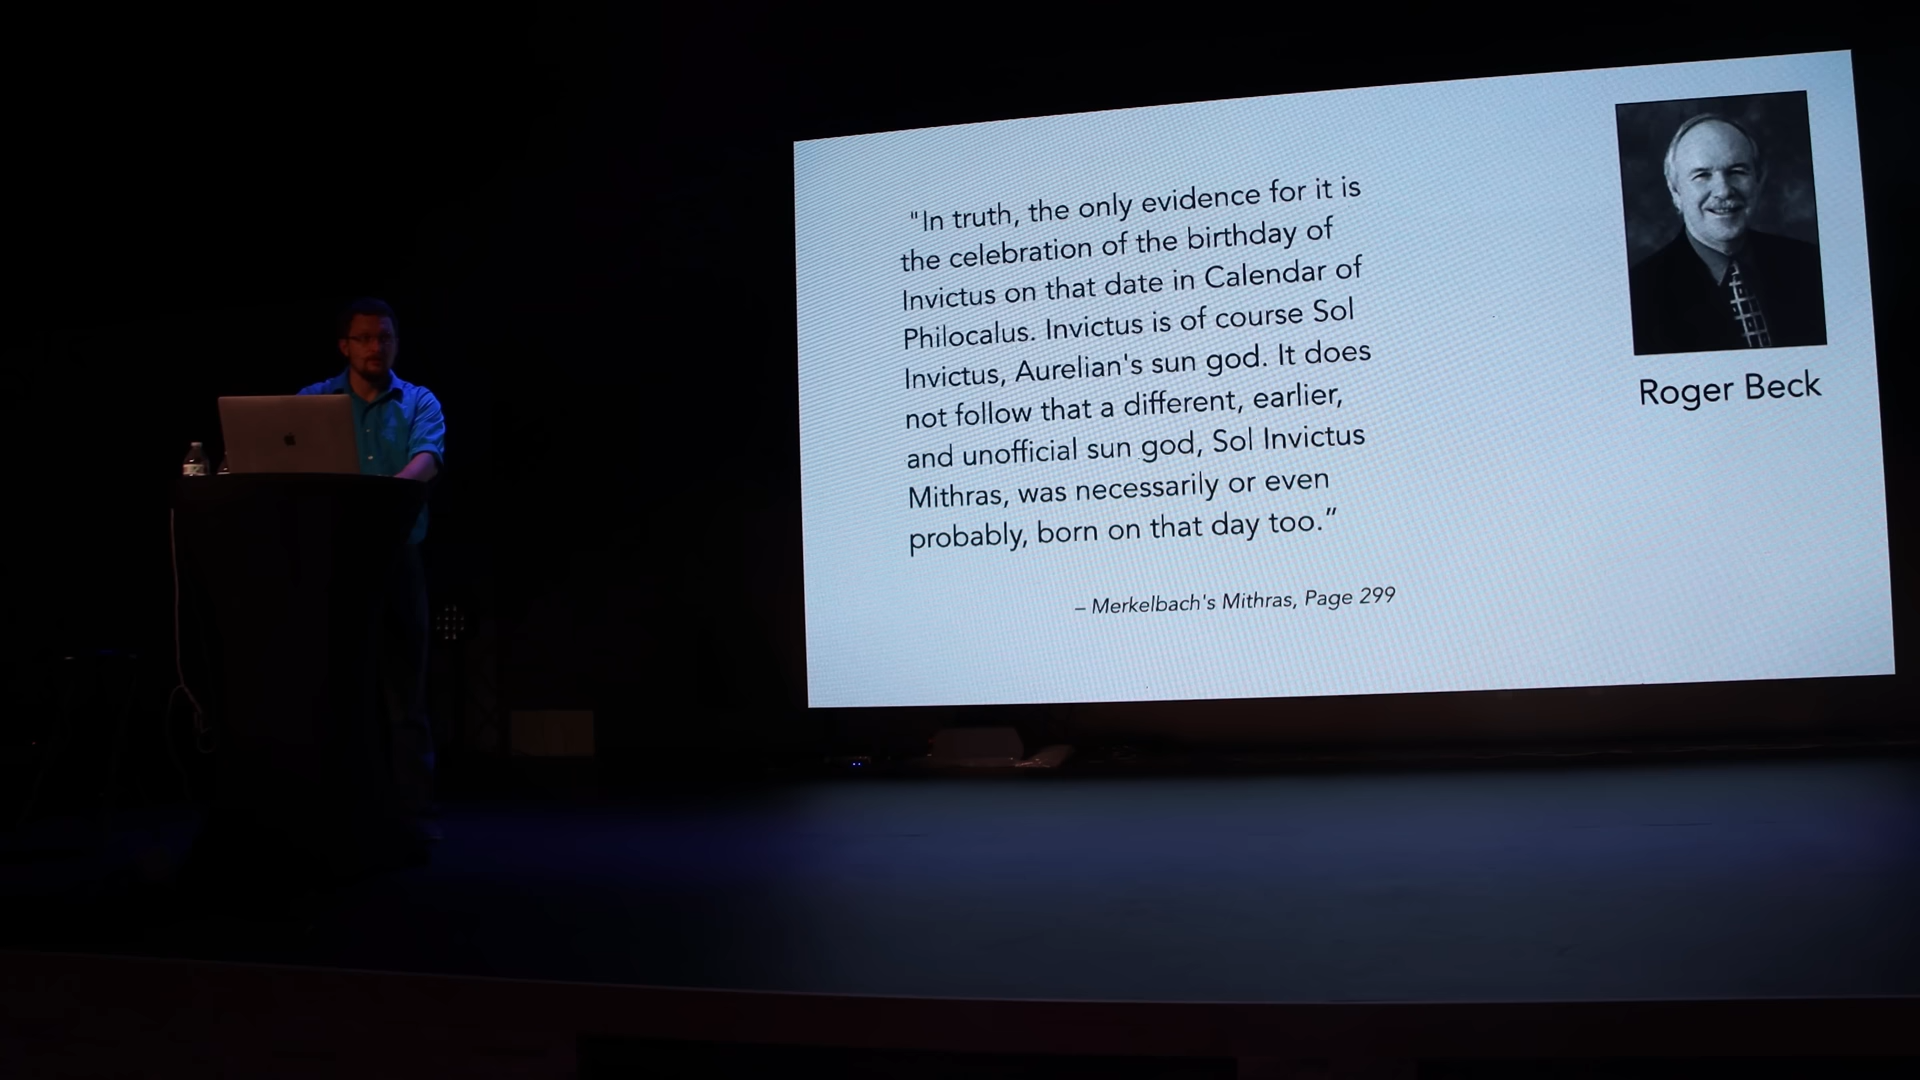 "In truth, the only evidence for it is
the celebration of the birthday of
Invictus on that date in Calendar of
Philocalus. Invictus is of course Sol
Invictus, Aurelian's sun god. It does
not follow that a different, earlier,
and unofficial sun god, Sol Invictus
Mithras, was necessarily or even
probably, born on that day too.”
– Merkelbach's Mithras, Page 299
Roger Beck